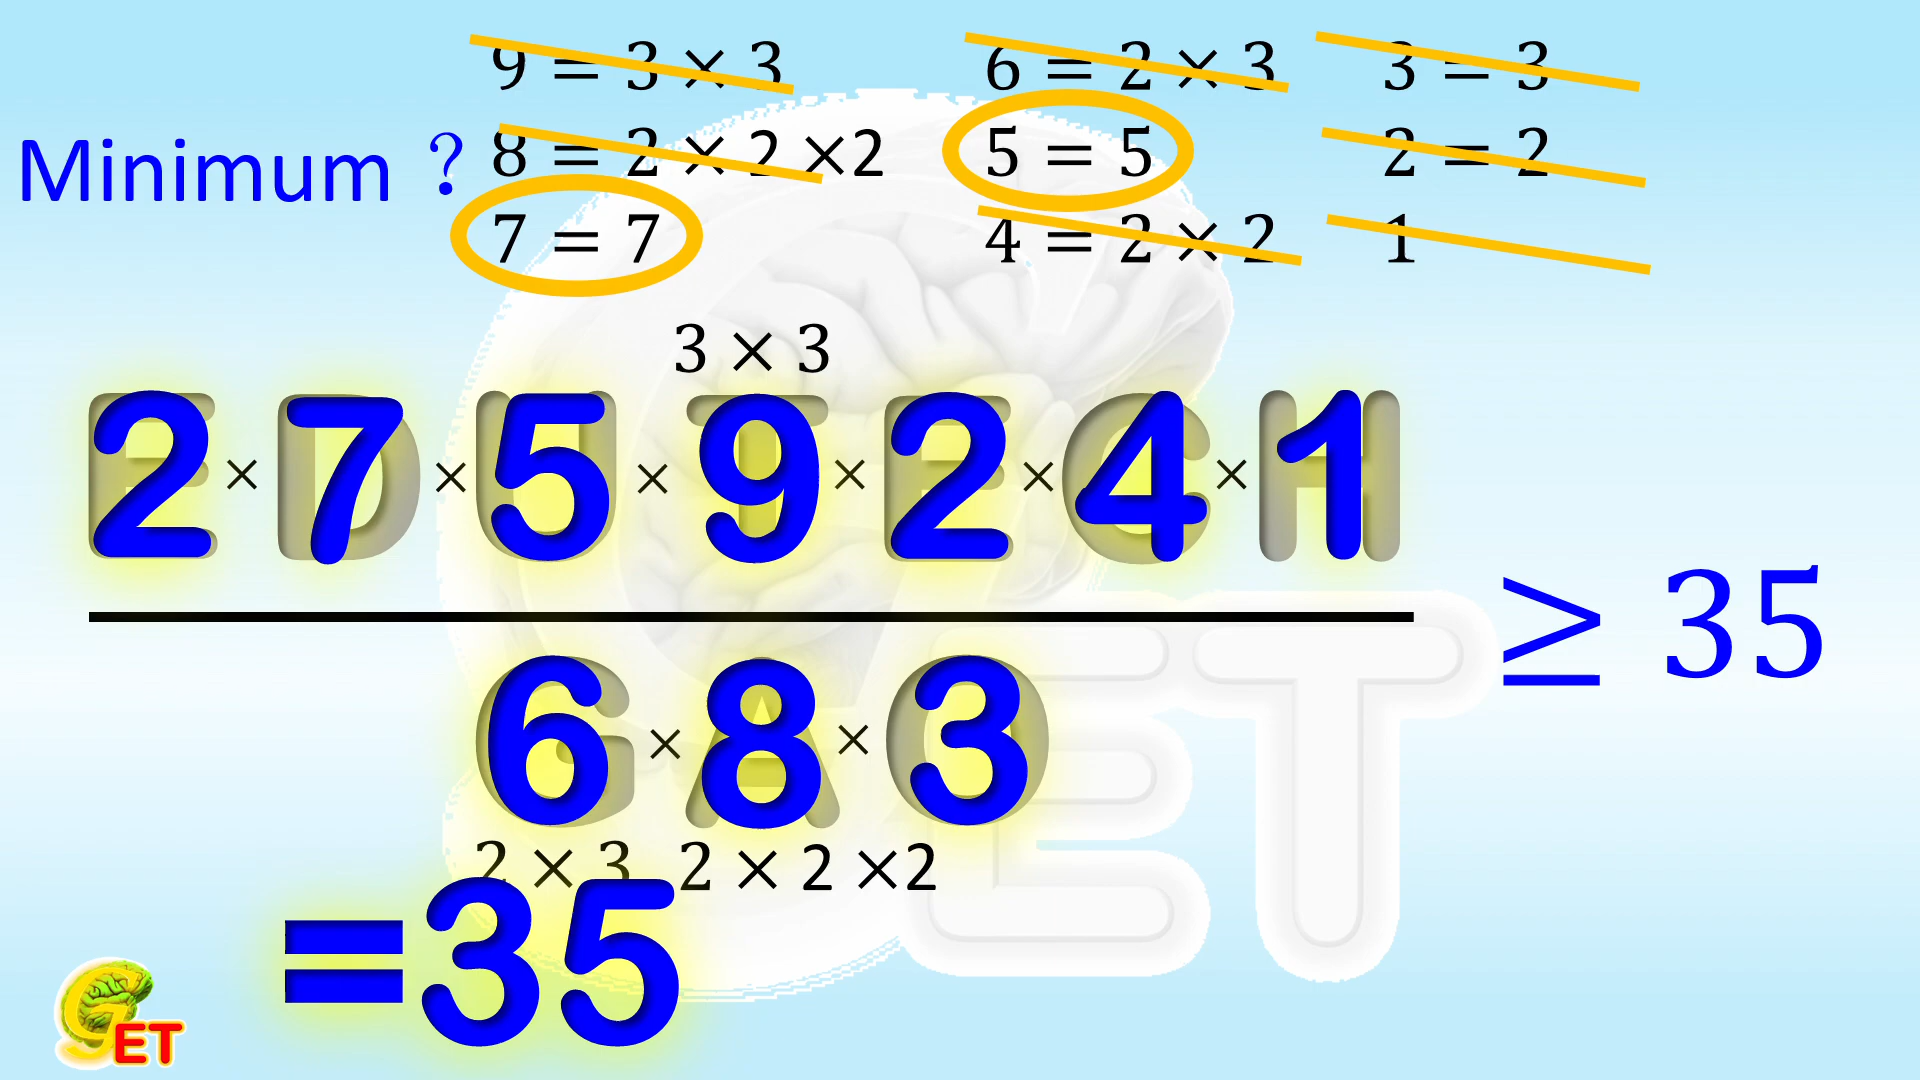 9 = 3 × 3 6 = 2 × 3 3 = 3
Minimum ? 8 = 2 × 2 ×2 5 = 5 2 = 2
7 = 7 4 = 2 × 2 1
3 × 3
2 × 7 × 5 × 9 × 2 × 4 × 1
E D U T E C H
≥ 35
6 × 8 × 3
G A O
2 × 3 2 × 2 ×2
=35
GET
ET